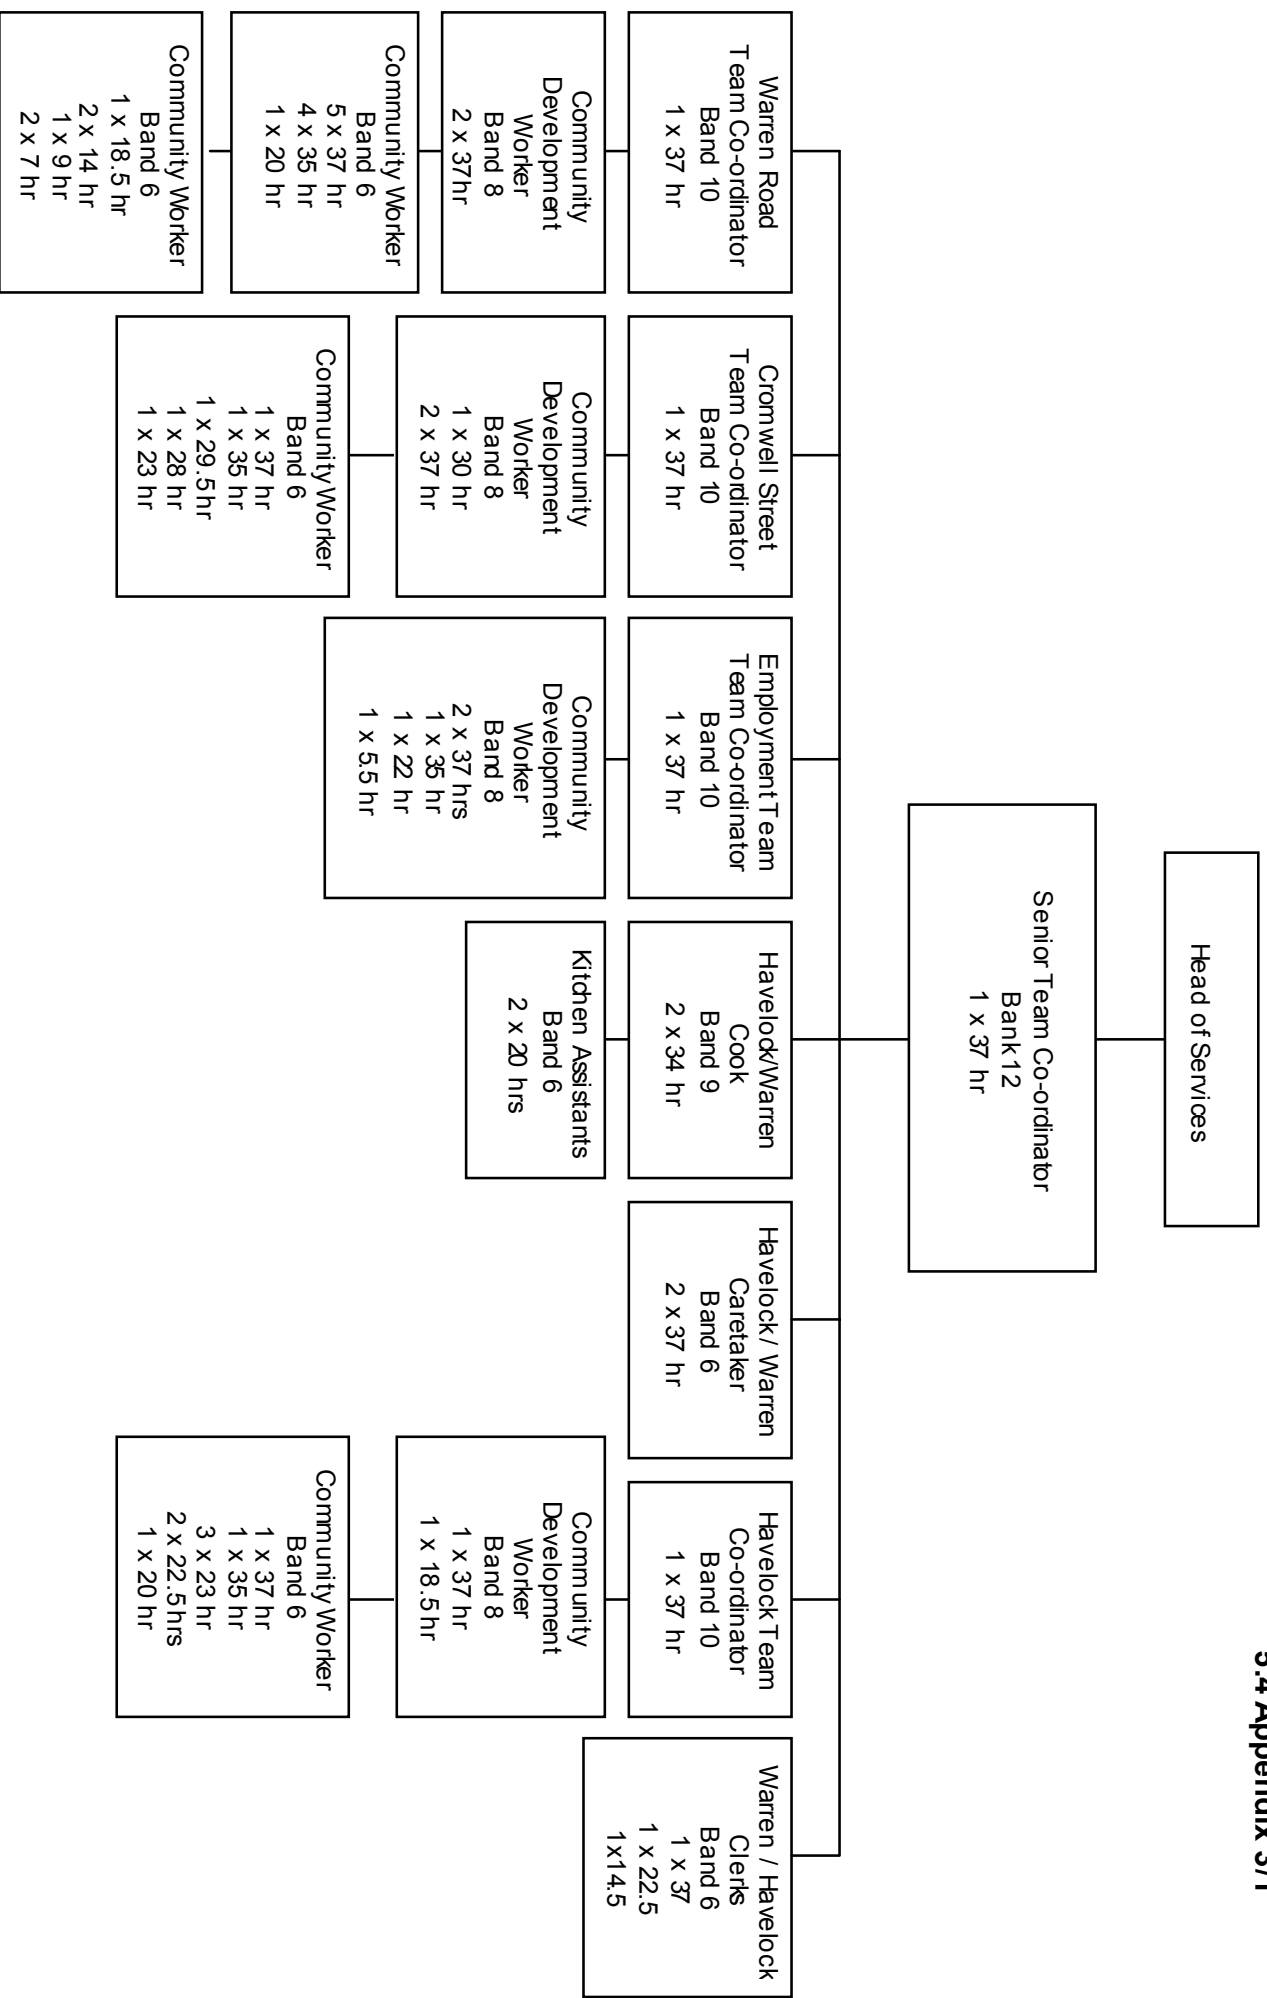 5.4 Appendix 3/1
Head of Services
Senior Team Co-ordinator
Bank 12
1 x 37 hr
Warren Road
Team Co-ordinator
Band 10
1 x 37 hr
Cromwell Street
Team Co-ordinator
Band 10
1 x 37 hr
Employment Team
Team Co-ordinator
Band 10
1 x 37 hr
Havelock/Warren
Cook
Band 9
2 x 34 hr
Havelock / Warren
Caretaker
Band 6
2 x 37 hr
Havelock Team
Co-ordinator
Band 10
1 x 37 hr
Warren / Havelock
Clerks
Band 6
1 x 37
1 x 22.5
1x14.5
Community
Development
Worker
Band 8
2 x 37hr
Community
Development
Worker
Band 8
1 x 30 hr
2 x 37 hr
Community
Development
Worker
Band 8
2 x 37 hrs
1 x 35 hr
1 x 22 hr
1 x 5.5 hr
Kitchen Assistants
Band 6
2 x 20 hrs
Community
Development
Worker
Band 8
1 x 37 hr
1 x 18.5 hr
Community Worker
Band 6
5 x 37 hr
4 x 35 hr
1 x 20 hr
Community Worker
Band 6
1 x 37 hr
1 x 35 hr
1 x 29.5 hr
1 x 28 hr
1 x 23 hr
Community Worker
Band 6
1 x 37 hr
1 x 35 hr
3 x 23 hr
2 x 22.5 hrs
1 x 20 hr
Community Worker
Band 6
1 x 18.5 hr
2 x 14 hr
1 x 9 hr
2 x 7 hr